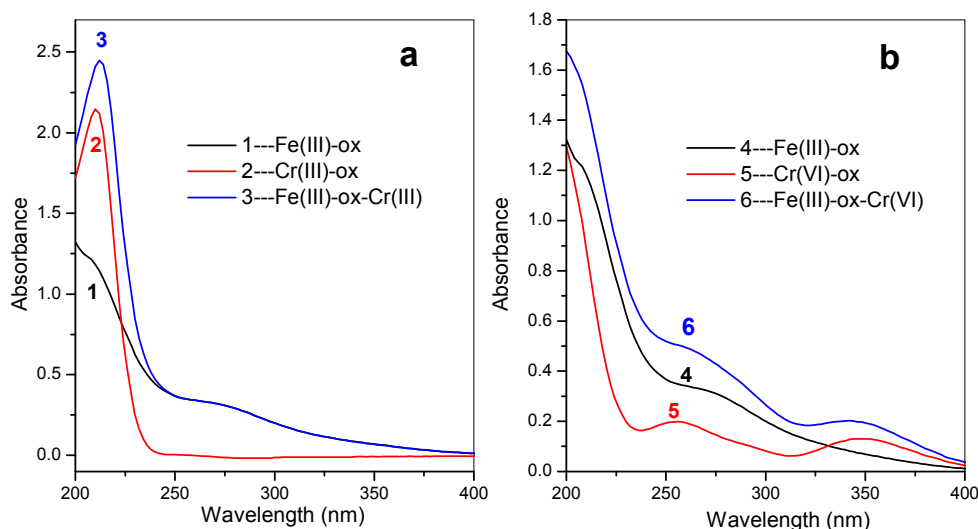 a
3
2
1
1---Fe(III)-ox
2---Cr(III)-ox
3---Fe(III)-ox-Cr(III)
Absorbance
2.5
2.0
1.5
1.0
0.5
0.0
200
250
300
350
400
Wavelength (nm)
b
4---Fe(III)-ox
5---Cr(VI)-ox
6---Fe(III)-ox-Cr(VI)
6
4
5
Absorbance
1.8
1.6
1.4
1.2
1.0
0.8
0.6
0.4
0.2
0.0
200
250
300
350
400
Wavelength (nm)